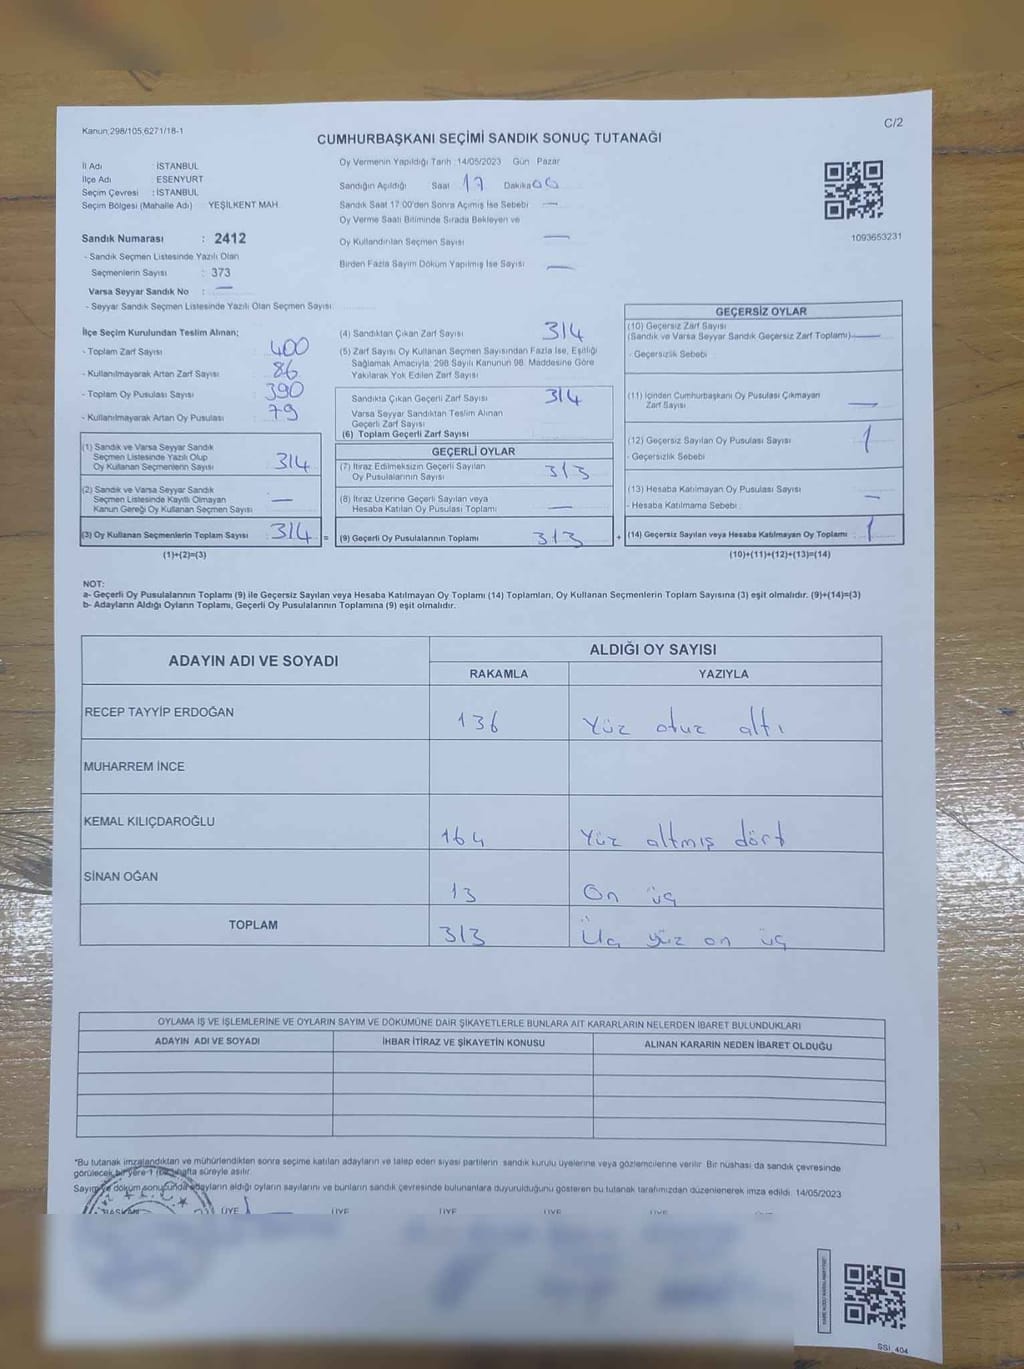 Kanun,298/105,6271/18-1
C/2
CUMHURBAŞKANI SEÇİMİ SANDIK SONUÇ TUTANAĞI
İl Adı İSTANBUL
İlçe Adı ESENYURT
Seçim Çevresi : İSTANBUL
Seçim Bölgesi (Mahalle Adı) YEŞİLKENT MAH.
Sandık Numarası : 2412
- Sandık Seçmen Listesinde Yazılı Olan
Seçmenlerin Sayısı : 373
Varsa Seyyar Sandık No : —
- Seyyar Sandık Seçmen Listesinde Yazılı Olan Seçmen Sayısı
Oy Vermenin Yapıldığı Tarih 14/05/2023 Gün Pazar
Sandığın Açıldığı Saat 17 Dakika 00
Sandık Saat 17:00'den Sonra Açılmış İse Sebebi —
Oy Verme Saati Bitiminde Sırada Bekleyen ve
Oy Kullandırılan Seçmen Sayısı —
Birden Fazla Sayım Döküm Yapılmış İse Sayısı —
1093653231
İlçe Seçim Kurulundan Teslim Alınan;
- Toplam Zarf Sayısı 400
- Kullanılmayarak Artan Zarf Sayısı 86
- Toplam Oy Pusulası Sayısı 390
- Kullanılmayarak Artan Oy Pusulası 79
(1) Sandık ve Varsa Seyyar Sandık
Seçmen Listesinde Yazılı Olup
Oy Kullanan Seçmenlerin Sayısı 314
(2) Sandık ve Varsa Seyyar Sandık
Seçmen Listesinde Kayıtlı Olmayan
Kanun Gereği Oy Kullanan Seçmen Sayısı —
(3) Oy Kullanan Seçmenlerin Toplam Sayısı 314 =
(1)+(2)=(3)
(4) Sandıktan Çıkan Zarf Sayısı 314
(5) Zarf Sayısı Oy Kullanan Seçmen Sayısından Fazla İse, Eşitliği
Sağlamak Amacıyla; 298 Sayılı Kanunun 98. Maddesine Göre
Yakılarak Yok Edilen Zarf Sayısı
Sandıkta Çıkan Geçerli Zarf Sayısı 314
Varsa Seyyar Sandıktan Teslim Alınan
Geçerli Zarf Sayısı
(6) Toplam Geçerli Zarf Sayısı
GEÇERLİ OYLAR
(7) İtiraz Edilmeksizin Geçerli Sayılan
Oy Pusulalarının Sayısı 313
(8) İtiraz Üzerine Geçerli Sayılan veya
Hesaba Katılan Oy Pusulası Toplamı —
(9) Geçerli Oy Pusulalarının Toplamı 313 +
GEÇERSİZ OYLAR
(10) Geçersiz Zarf Sayısı
(Sandık ve Varsa Seyyar Sandık Geçersiz Zarf Toplamı) —
- Geçersizlik Sebebi
(11) İçinden Cumhurbaşkanı Oy Pusulası Çıkmayan
Zarf Sayısı —
(12) Geçersiz Sayılan Oy Pusulası Sayısı 1
- Geçersizlik Sebebi
(13) Hesaba Katılmayan Oy Pusulası Sayısı —
- Hesaba Katılmama Sebebi
(14) Geçersiz Sayılan veya Hesaba Katılmayan Oy Toplamı 1
(10)+(11)+(12)+(13)=(14)
NOT:
a- Geçerli Oy Pusulalarının Toplamı (9) ile Geçersiz Sayılan veya Hesaba Katılmayan Oy Toplamı (14) Toplamları, Oy Kullanan Seçmenlerin Toplam Sayısına (3) eşit olmalıdır. (9)+(14)=(3)
b- Adayların Aldığı Oyların Toplamı, Geçerli Oy Pusulalarının Toplamına (9) eşit olmalıdır.
ADAYIN ADI VE SOYADI ALDIĞI OY SAYISI
RAKAMLA YAZIYLA
RECEP TAYYİP ERDOĞAN 136 Yüz otuz altı
MUHARREM İNCE
KEMAL KILIÇDAROĞLU 164 Yüz altmış dört
SİNAN OĞAN 13 On üç
TOPLAM 313 Üç yüz on üç
OYLAMA İŞ VE İŞLEMLERİNE VE OYLARIN SAYIM VE DÖKÜMÜNE DAİR ŞİKAYETLERLE BUNLARA AİT KARARLARIN NELERDEN İBARET BULUNDUKLARI
ADAYIN ADI VE SOYADI İHBAR İTİRAZ VE ŞİKAYETİN KONUSU ALINAN KARARIN NEDEN İBARET OLDUĞU
*Bu tutanak imzalandıktan ve mühürlendikten sonra seçime katılan adayların ve talep eden siyasi partilerin sandık kurulu üyelerine veya gözlemcilerine verilir. Bir nüshası da sandık çevresinde
görülecek bir yere 1 (bir) hafta süreyle asılır.
Sayım ve döküm sonucunda adayların aldığı oyların sayılarını ve bunların sandık çevresinde bulunanlara duyurulduğunu gösteren bu tutanak tarafımızdan düzenlenerek imza edildi. 14/05/2023
BAŞKAN ÜYE ÜYE ÜYE ÜYE ÜYE
SSI_404